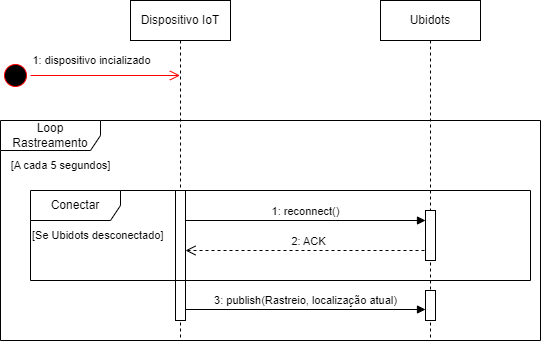 Dispositivo IoT
Ubidots
1: dispositivo incializado
Loop
Rastreamento
[A cada 5 segundos]
Conectar
1: reconnect()
[Se Ubidots desconectado]
2: ACK
3: publish(Rastreio, localização atual)